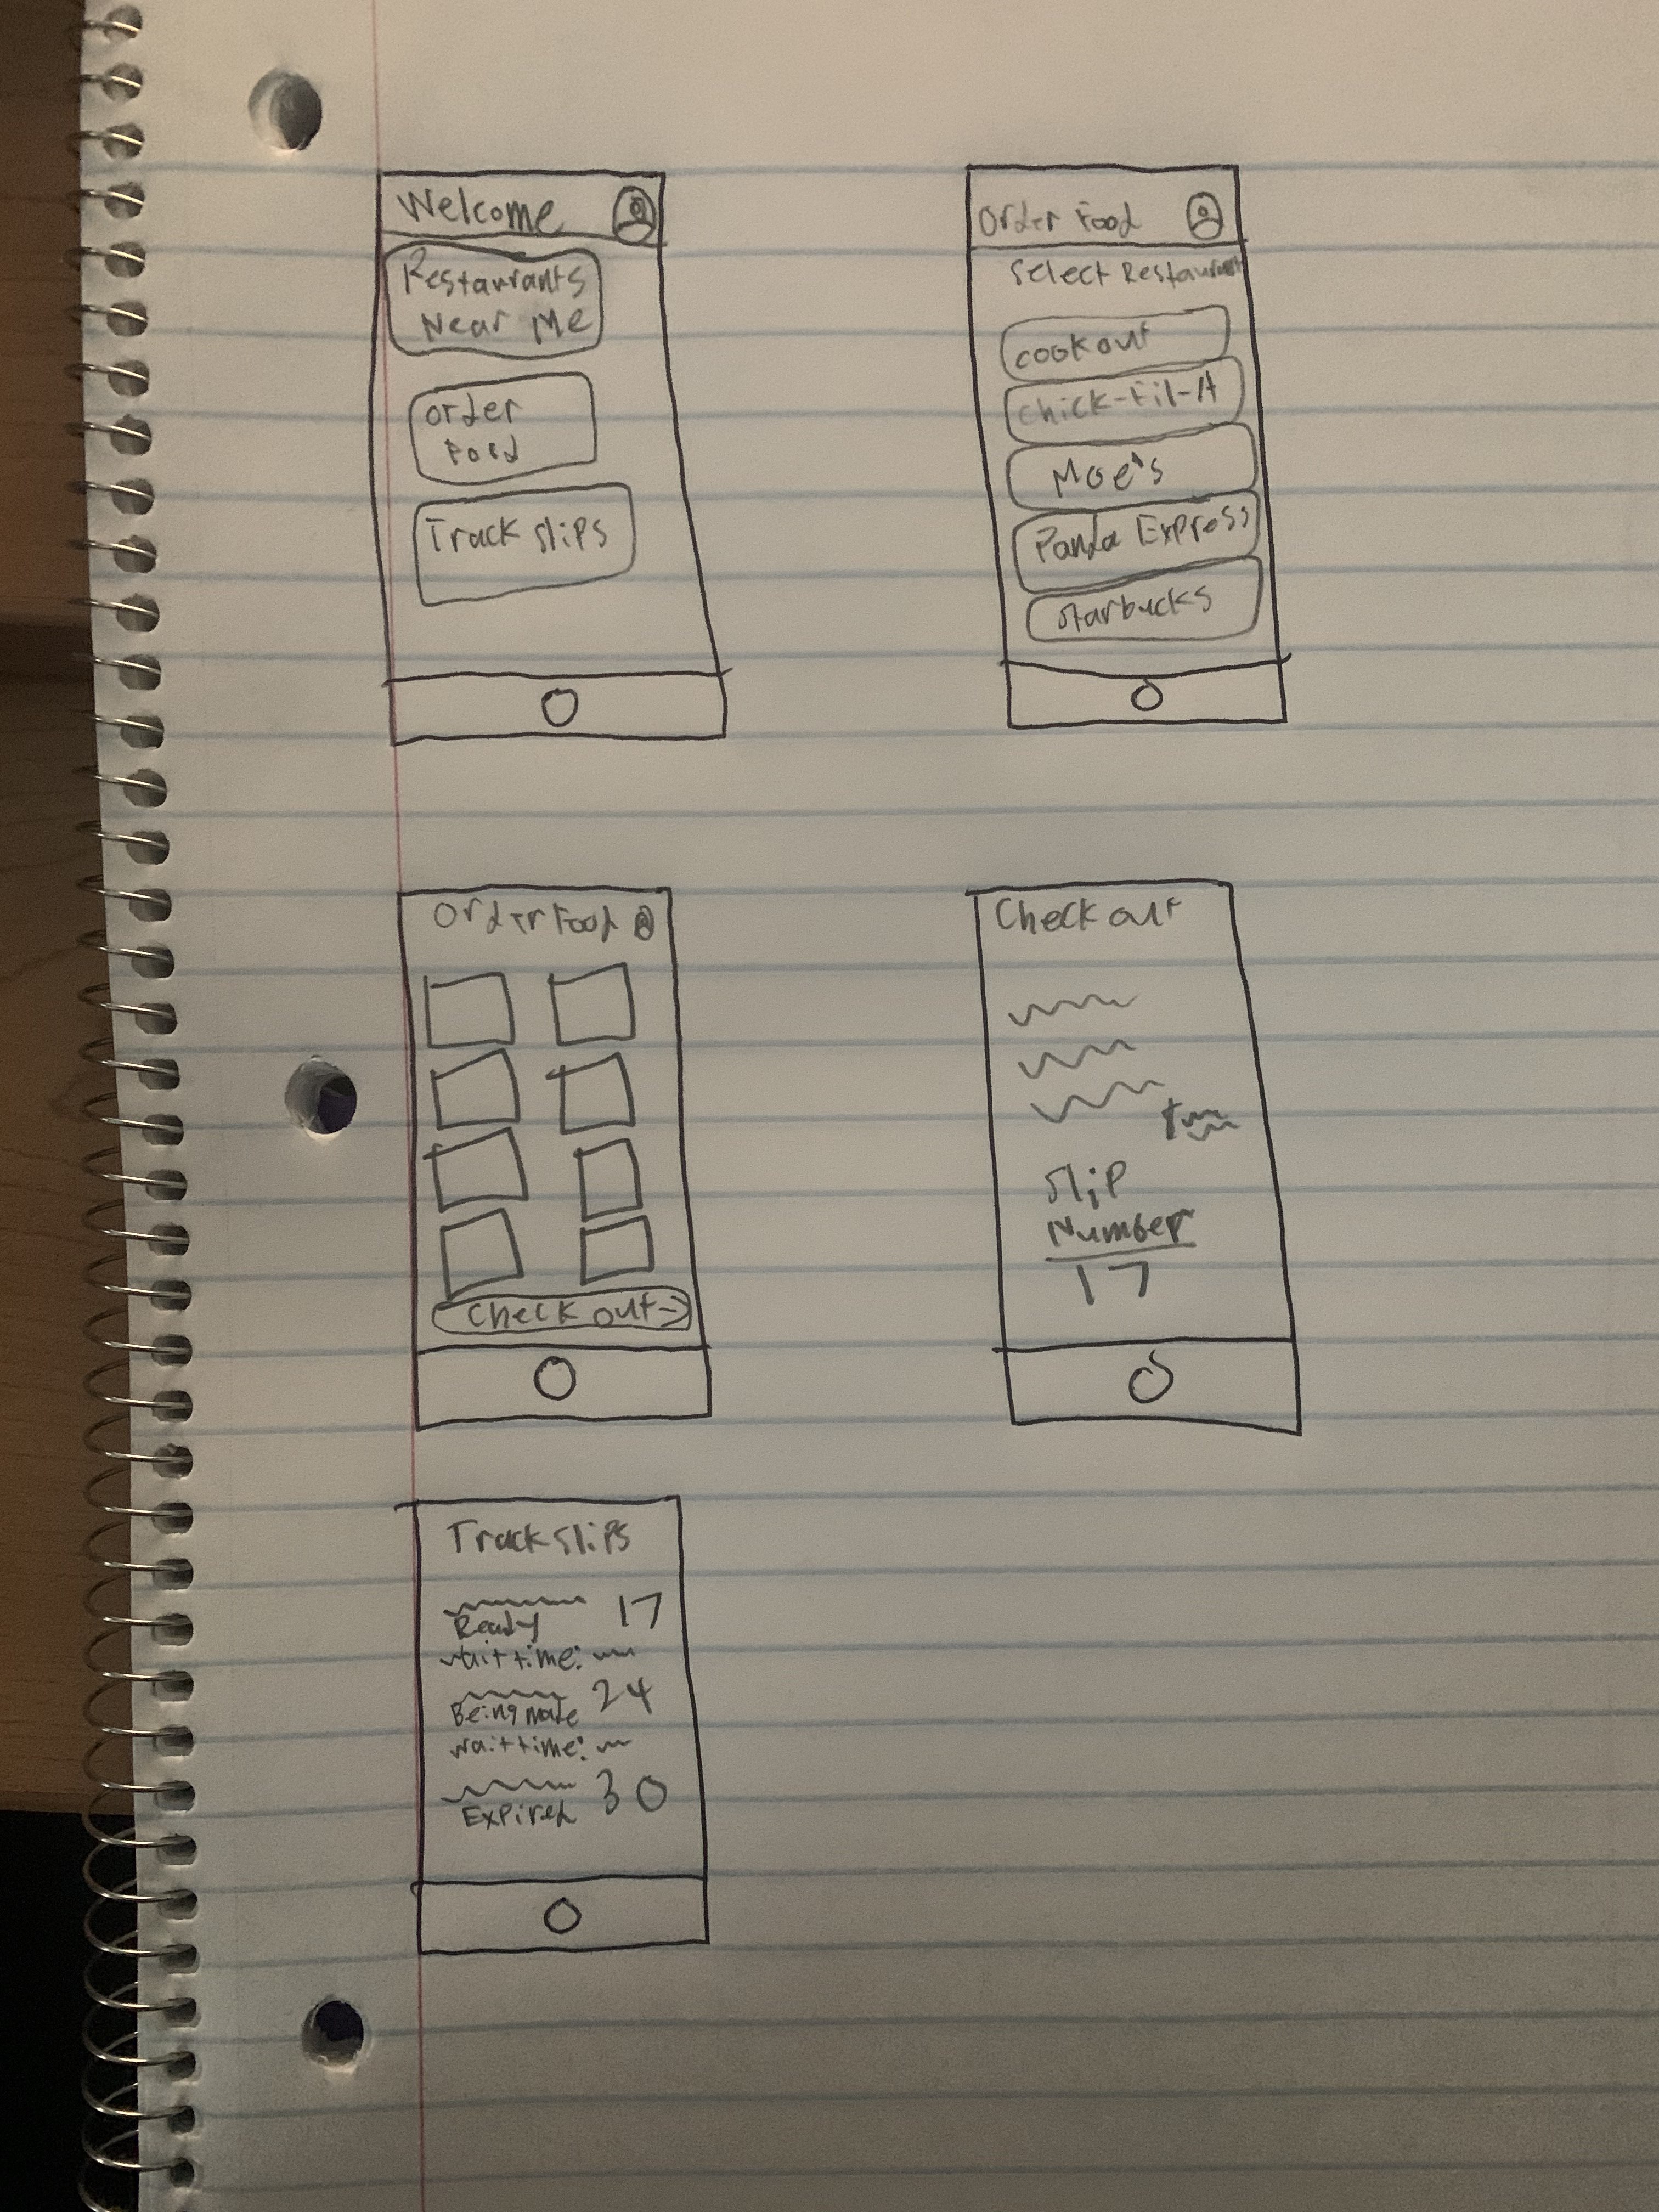 Welcome
Restaurants
Near Me
Order
Food
Track slips
Order Food
Select Restaurant
Cookout
Chick-Fil-A
Moe's
Panda Express
Starbucks
Order Food
Check out
Check out
Slip
Number
17
Track slips
Ready 17
wait time:
Being made 24
wait time:
Expired 30